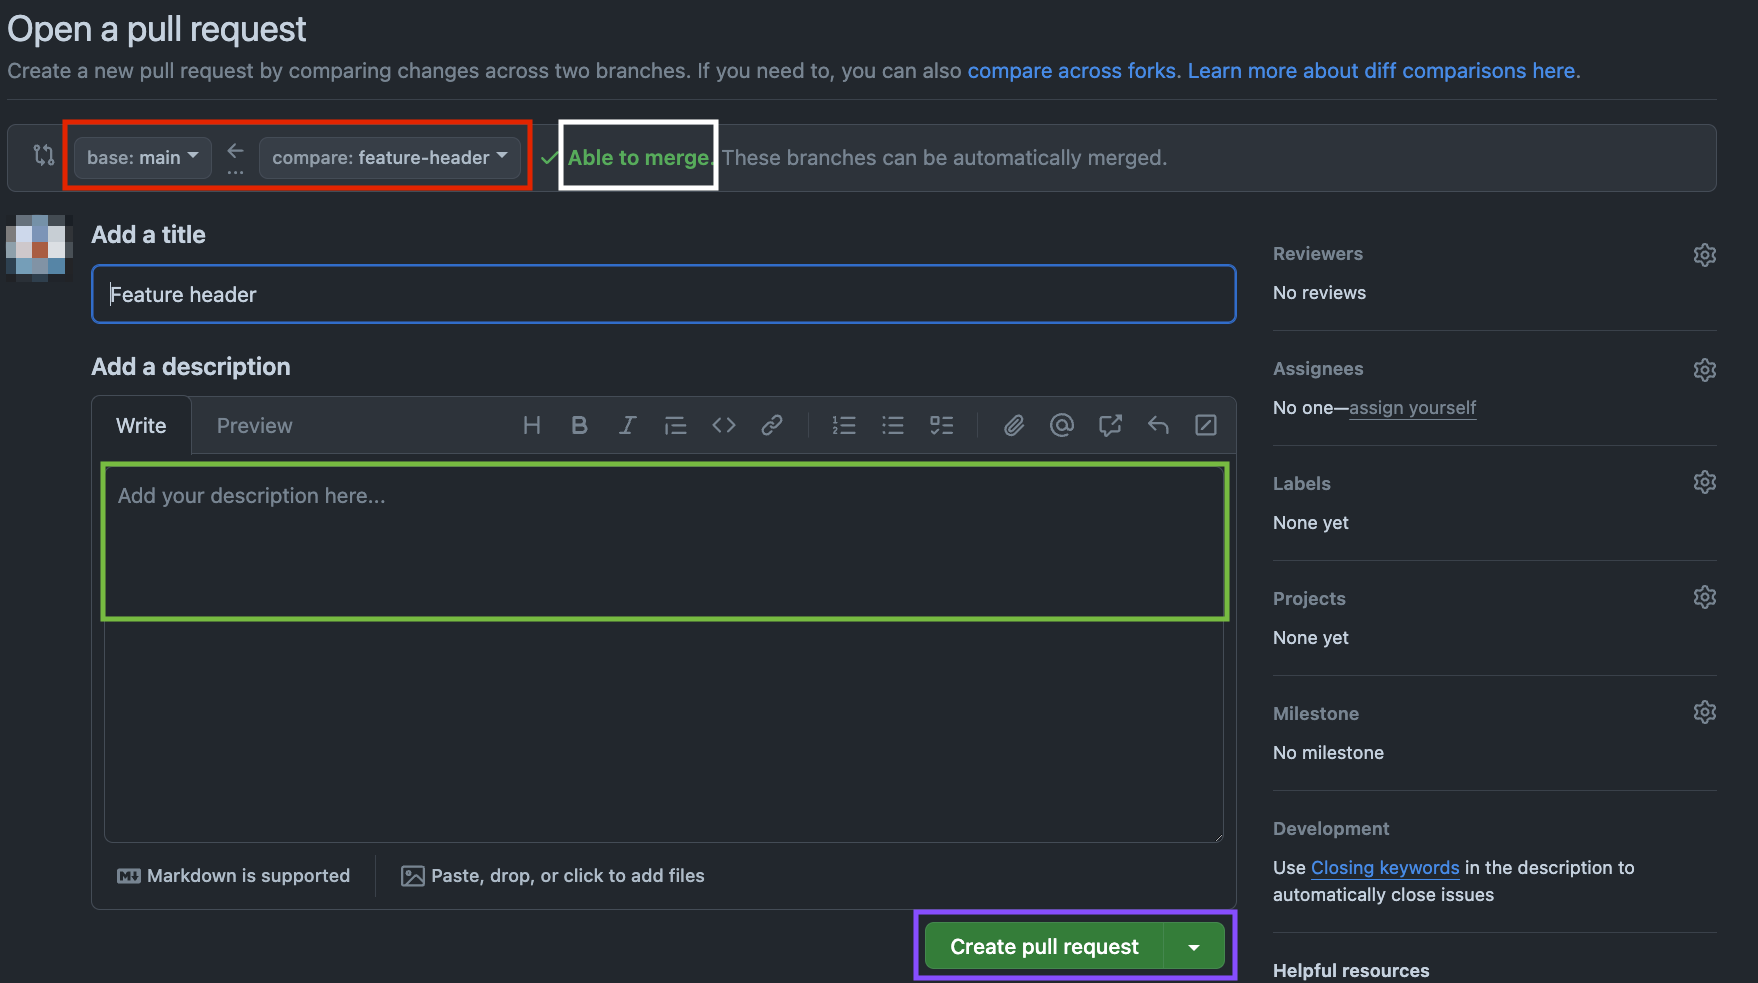 Open a pull request
Create a new pull request by comparing changes across two branches. If you need to, you can also compare across forks. Learn more about diff comparisons here.
base: main
compare: feature-header
Able to merge. These branches can be automatically merged.
Add a title
Feature header
Add a description
Write
Preview
Add your description here...
Markdown is supported
Paste, drop, or click to add files
Create pull request
Reviewers
No reviews
Assignees
No one—assign yourself
Labels
None yet
Projects
None yet
Milestone
No milestone
Development
Use Closing keywords in the description to
automatically close issues
Helpful resources